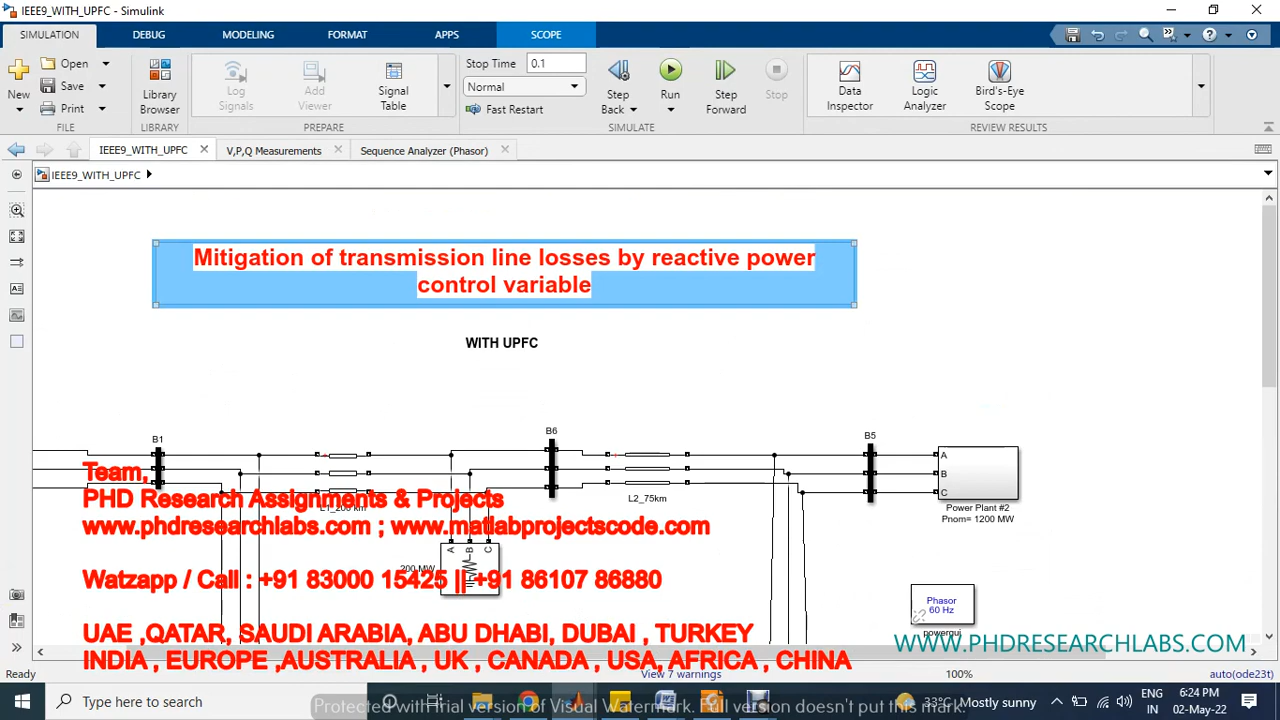 IEEE9_WITH_UPFC - Simulink
SIMULATION
DEBUG
MODELING
FORMAT
APPS
SCOPE
New
Open
Save
Print
FILE
Library
Browser
LIBRARY
Log
Signals
Add
Viewer
Signal
Table
PREPARE
Stop Time 0.1
Normal
Fast Restart
Step
Back
Run
Step
Forward
Stop
SIMULATE
Data
Inspector
Logic
Analyzer
Bird's-Eye
Scope
REVIEW RESULTS
IEEE9_WITH_UPFC
V,P,Q Measurements
Sequence Analyzer (Phasor)
IEEE9_WITH_UPFC
Mitigation of transmission line losses by reactive power
control variable
WITH UPFC
B1
B6
B5
L1_200 km
L2_75km
A
B
C
Power Plant #2
Pnom= 1200 MW
200 MW
A
B
C
Phasor
60 Hz
powergui
Team,
PHD Research Assignments & Projects
www.phdresearchlabs.com ; www.matlabprojectscode.com
Watzapp / Call : +91 83000 15425 || +91 86107 86880
UAE ,QATAR, SAUDI ARABIA, ABU DHABI, DUBAI , TURKEY
INDIA , EUROPE ,AUSTRALIA , UK , CANADA , USA, AFRICA , CHINA
WWW.PHDRESEARCHLABS.COM
Ready
View 7 warnings
100%
auto(ode23t)
Type here to search
Protected with trial version of Visual Watermark. Full version doesn't put this mark.
33°C Mostly sunny
ENG
IN
6:24 PM
02-May-22